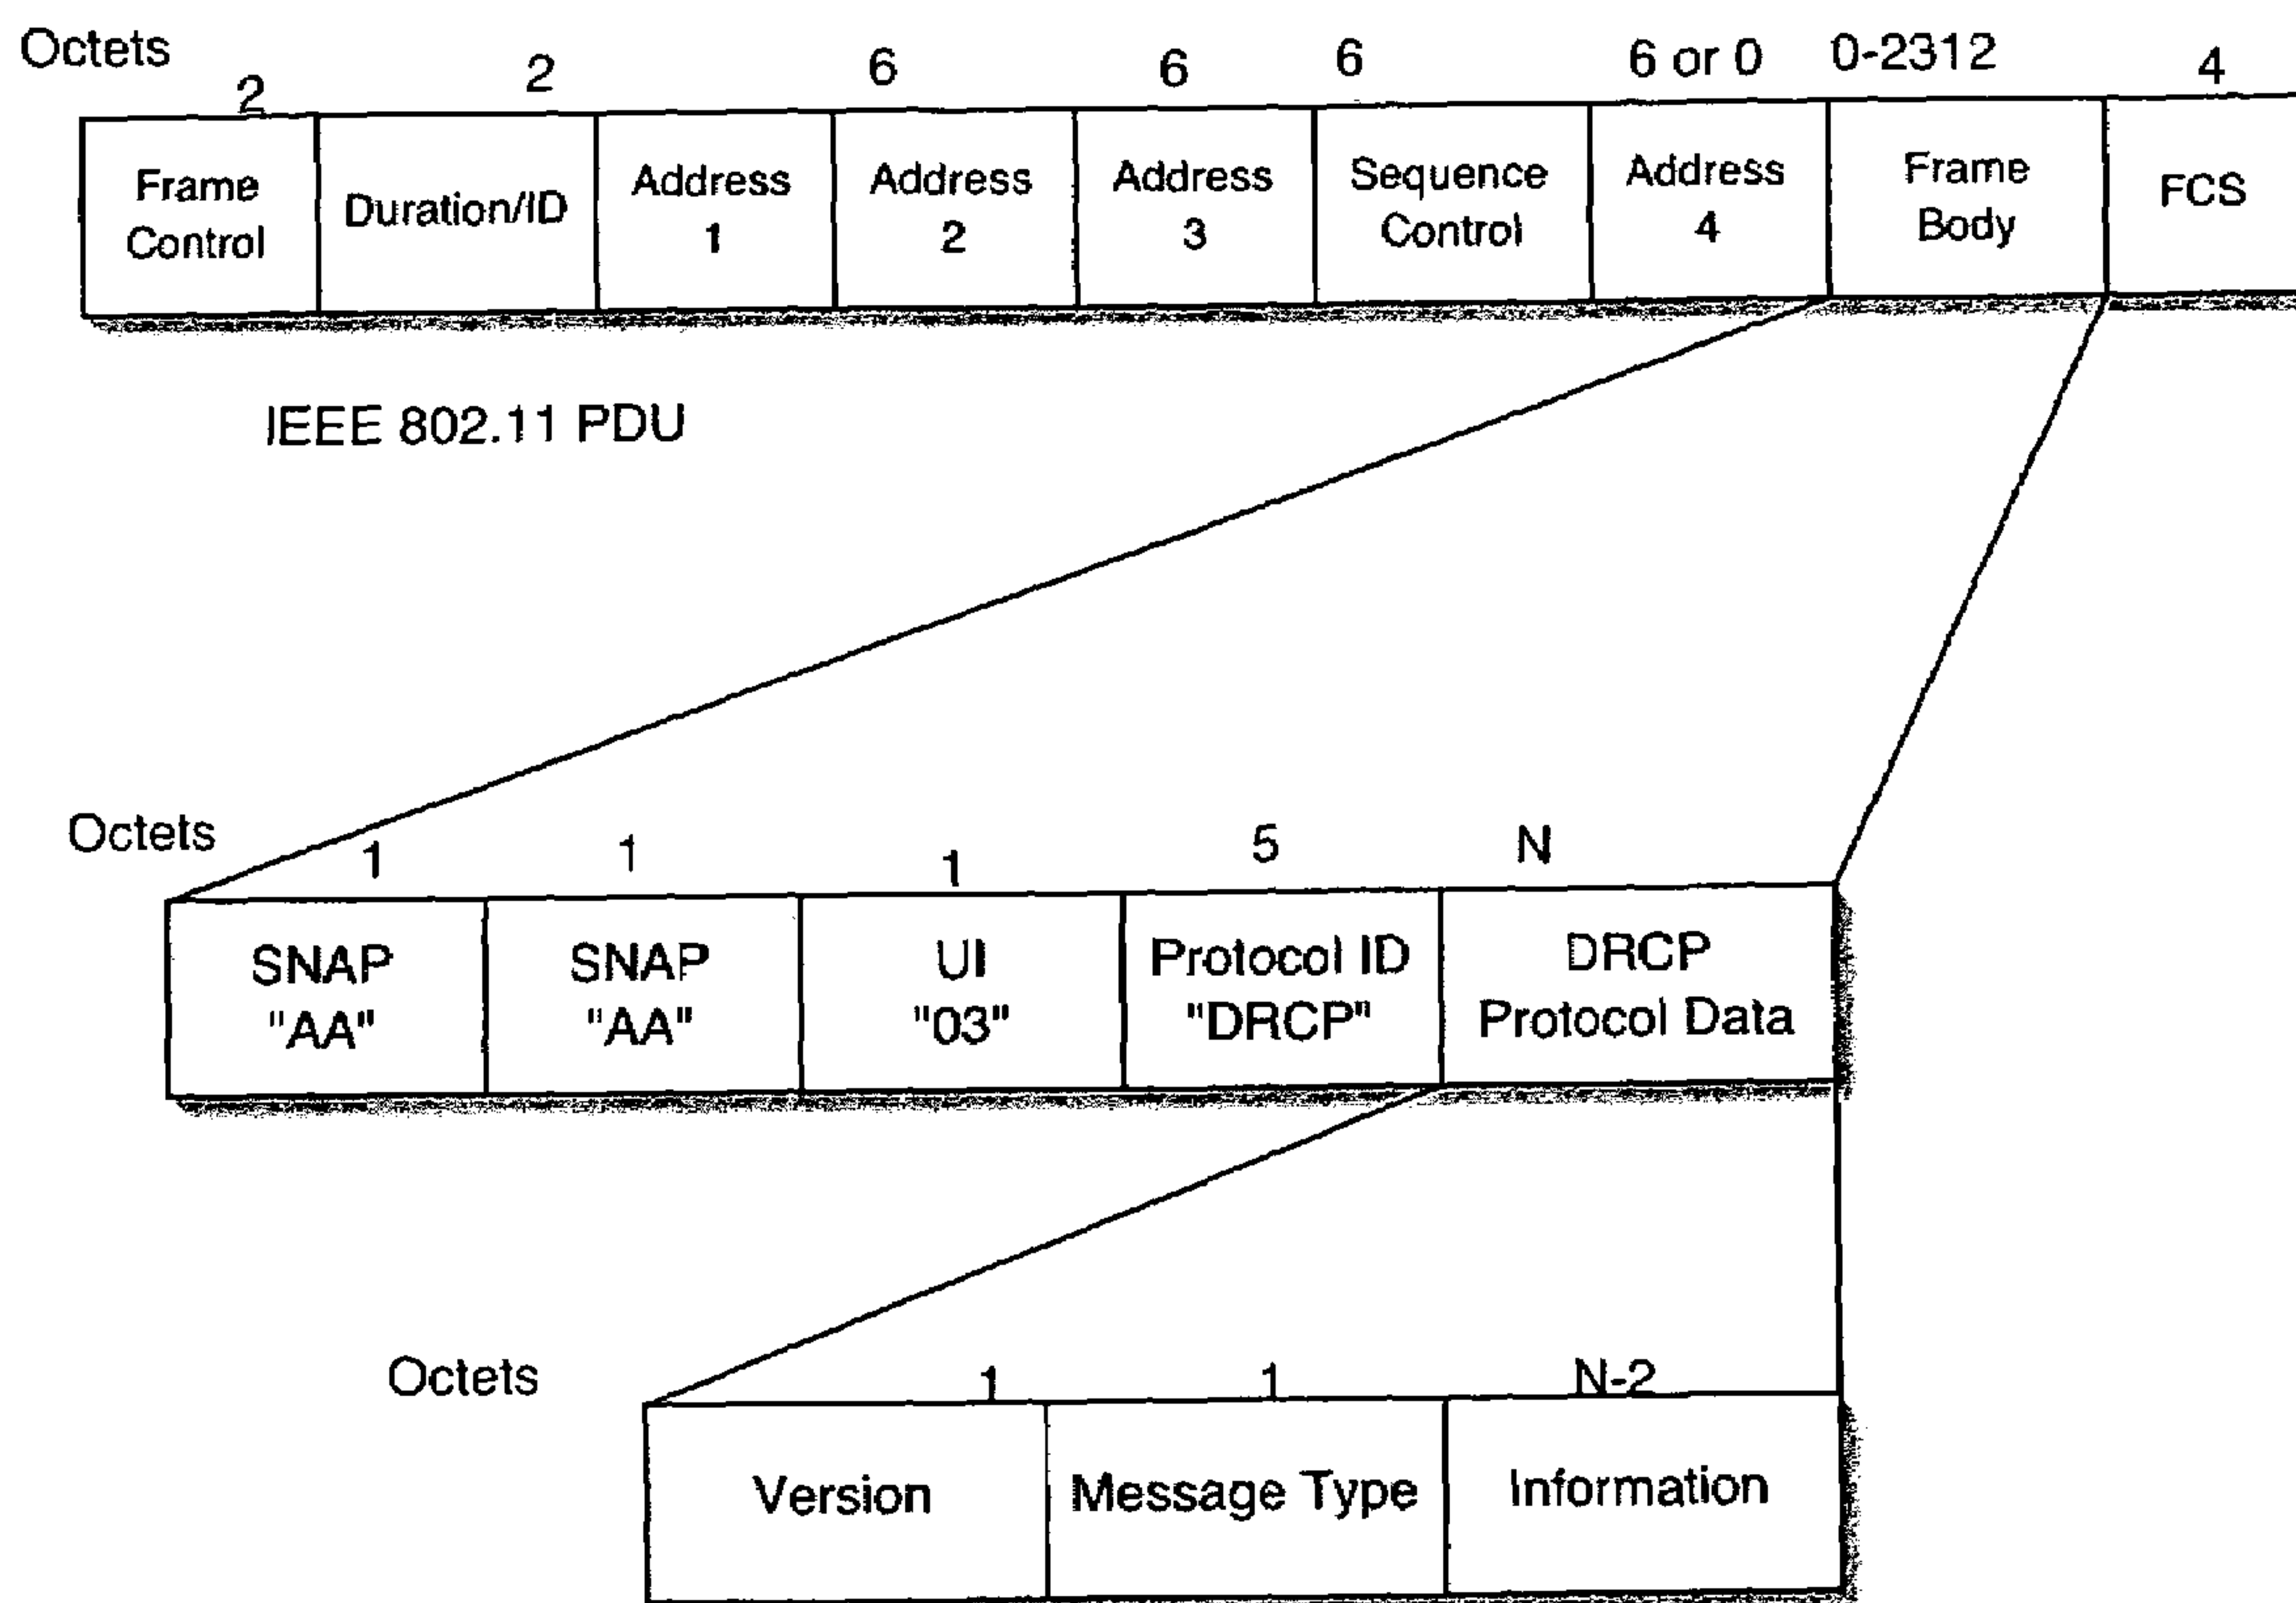 Octets 2 2 6 6 6 6 or 0 0-2312 4
Frame Control Duration/ID Address 1 Address 2 Address 3 Sequence Control Address 4 Frame Body FCS
IEEE 802.11 PDU
Octets 1 1 1 5 N
SNAP "AA" SNAP "AA" UI "03" Protocol ID "DRCP" DRCP Protocol Data
Octets 1 1 N-2
Version Message Type Information